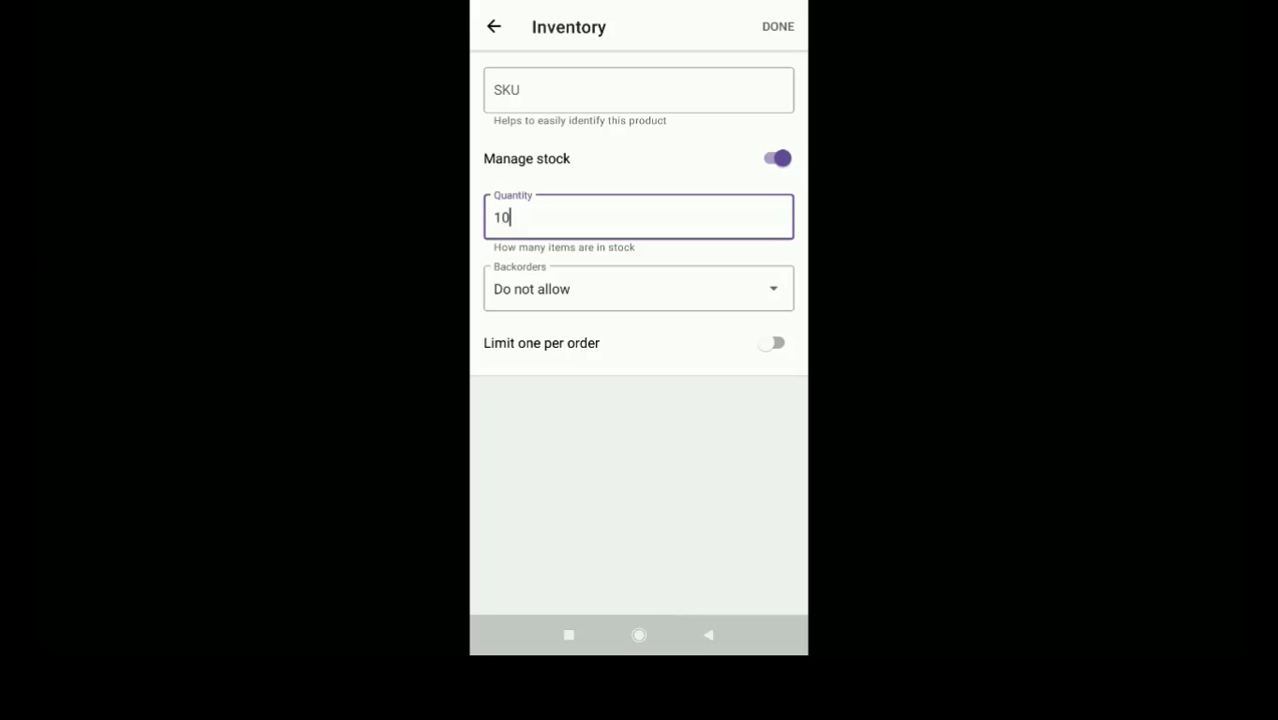 Inventory
DONE
SKU
Helps to easily identify this product
Manage stock
Quantity
10
How many items are in stock
Backorders
Do not allow
Limit one per order